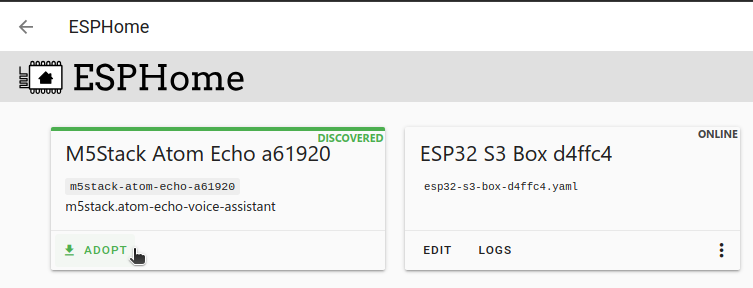 ESPHome
ESPHome
DISCOVERED
M5Stack Atom Echo a61920
m5stack-atom-echo-a61920
m5stack.atom-echo-voice-assistant
ADOPT
ONLINE
ESP32 S3 Box d4ffc4
esp32-s3-box-d4ffc4.yaml
EDIT LOGS